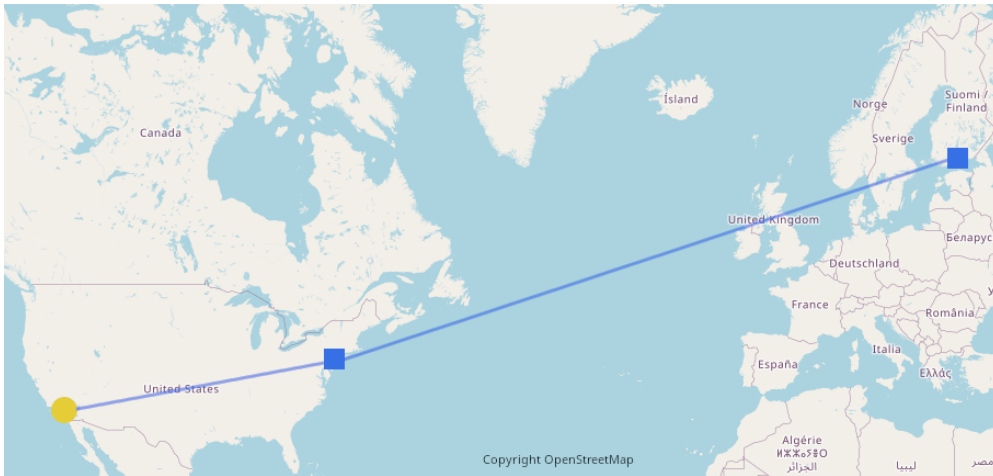 Ísland
Suomi /
Finland
Norge
Sverige
Canada
United Kingdom
Беларус
Deutschland
France
România
Italia
España
Ελλάς
United States
Algérie
ⵍⵣⵣⴰⵢⴻⵔ
الجزائر
ليبيا
مصر
Copyright OpenStreetMap